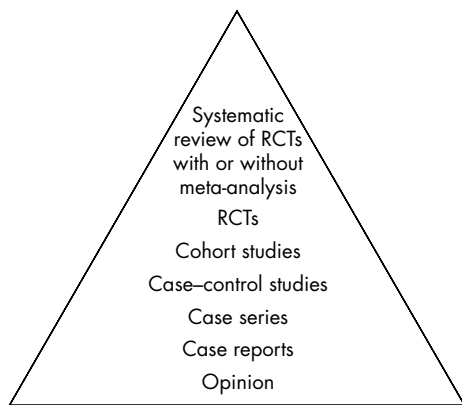 Systematic
review of RCTs
with or without
meta-analysis
RCTs
Cohort studies
Case–control studies
Case series
Case reports
Opinion